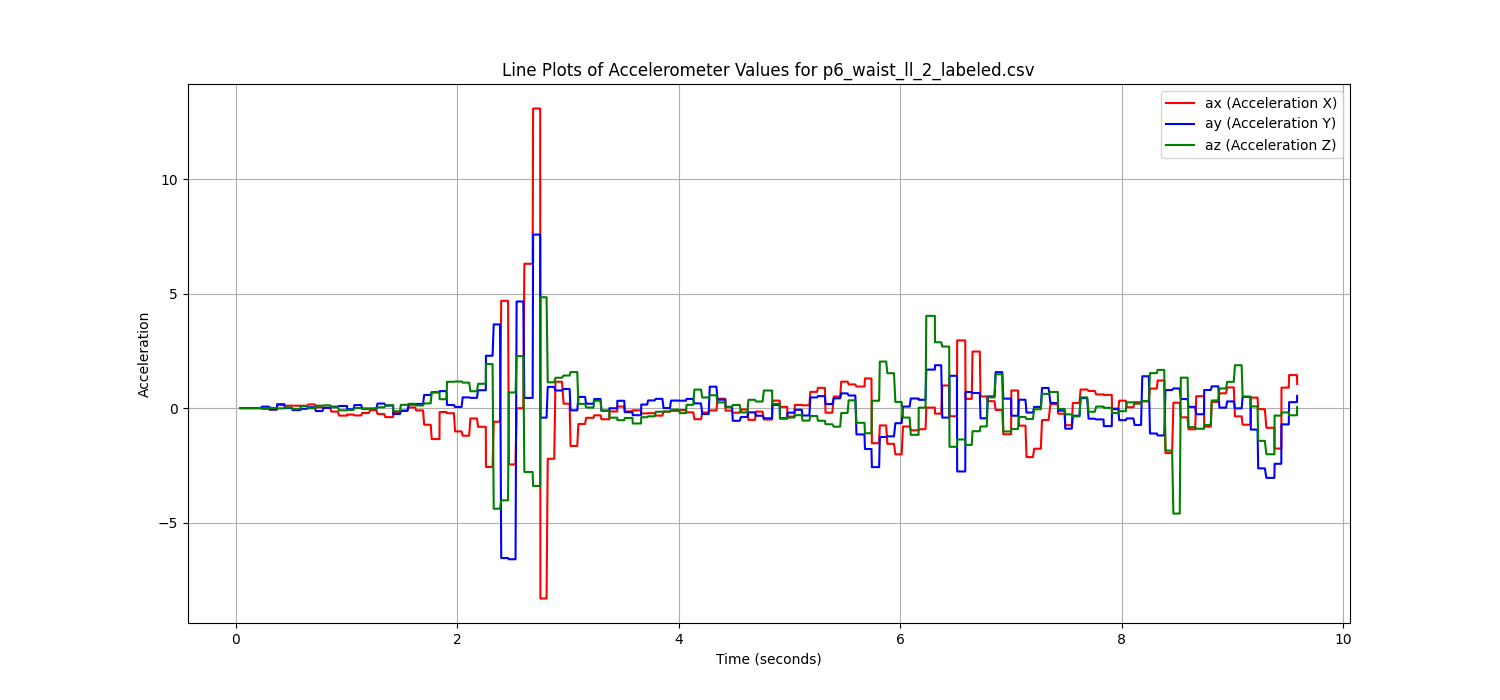 Line Plots of Accelerometer Values for p6_waist_ll_2_labeled.csv
ax (Acceleration X)
ay (Acceleration Y)
az (Acceleration Z)
Acceleration
10
5
0
−5
0 2 4 6 8 10
Time (seconds)